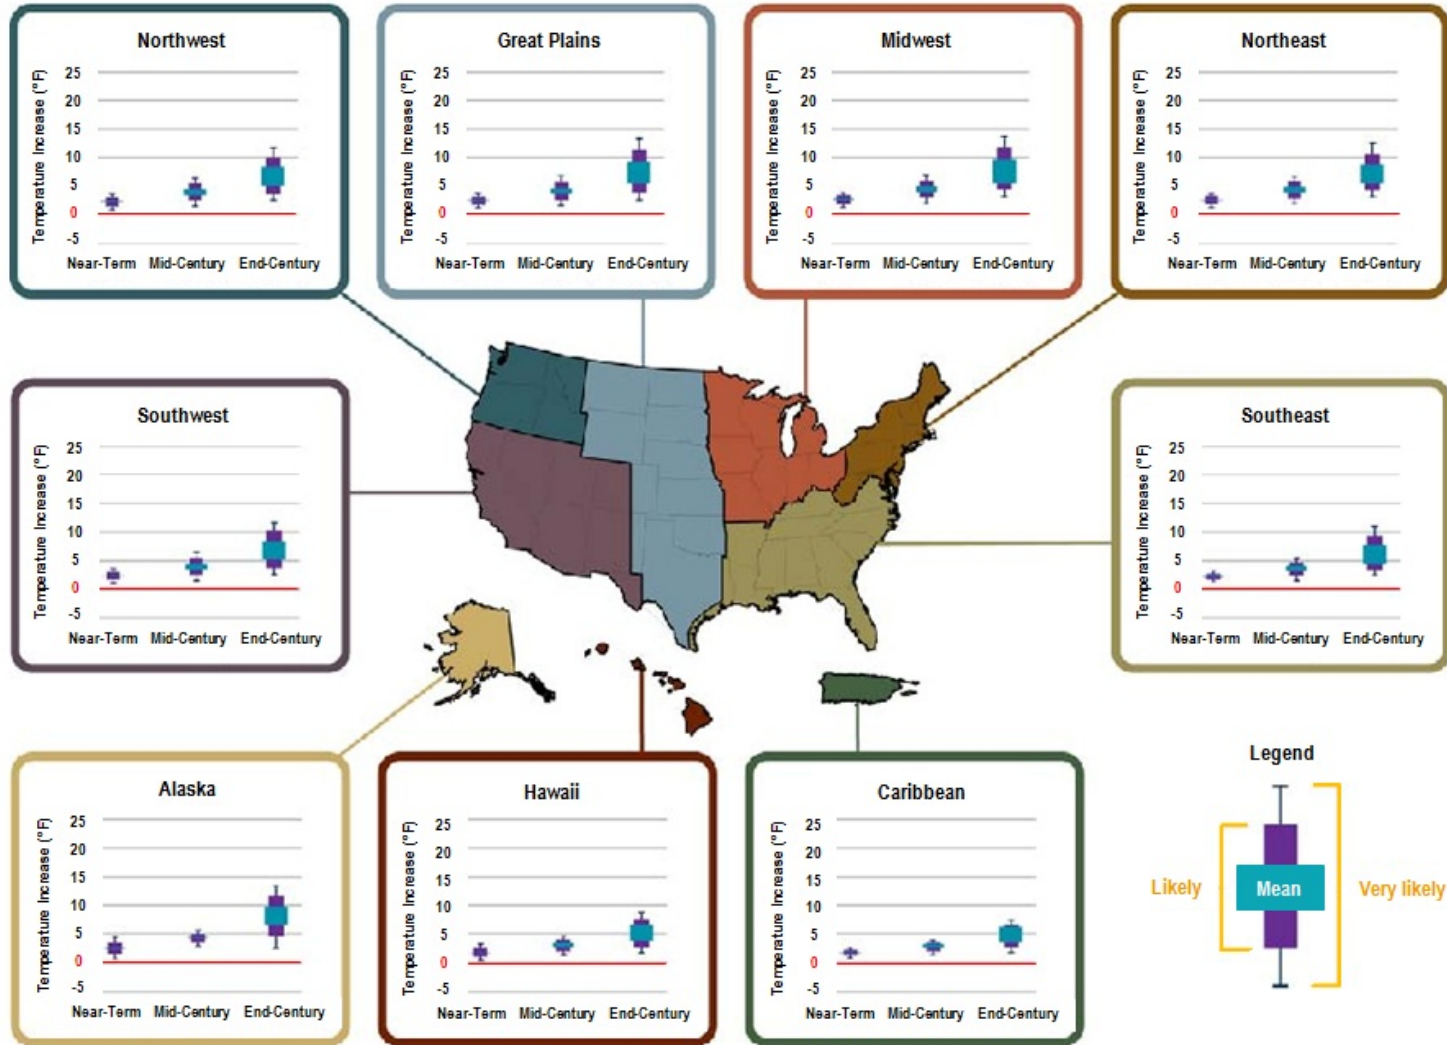 Northwest
Temperature Increase (°F)
25
20
15
10
5
0
-5
Near-Term Mid-Century End-Century
Great Plains
Temperature Increase (°F)
25
20
15
10
5
0
-5
Near-Term Mid-Century End-Century
Midwest
Temperature Increase (°F)
25
20
15
10
5
0
-5
Near-Term Mid-Century End-Century
Northeast
Temperature Increase (°F)
25
20
15
10
5
0
-5
Near-Term Mid-Century End-Century
Southwest
Temperature Increase (°F)
25
20
15
10
5
0
-5
Near-Term Mid-Century End-Century
Southeast
Temperature Increase (°F)
25
20
15
10
5
0
-5
Near-Term Mid-Century End-Century
Alaska
Temperature Increase (°F)
25
20
15
10
5
0
-5
Near-Term Mid-Century End-Century
Hawaii
Temperature Increase (°F)
25
20
15
10
5
0
-5
Near-Term Mid-Century End-Century
Caribbean
Temperature Increase (°F)
25
20
15
10
5
0
-5
Near-Term Mid-Century End-Century
Legend
Likely Mean Very likely